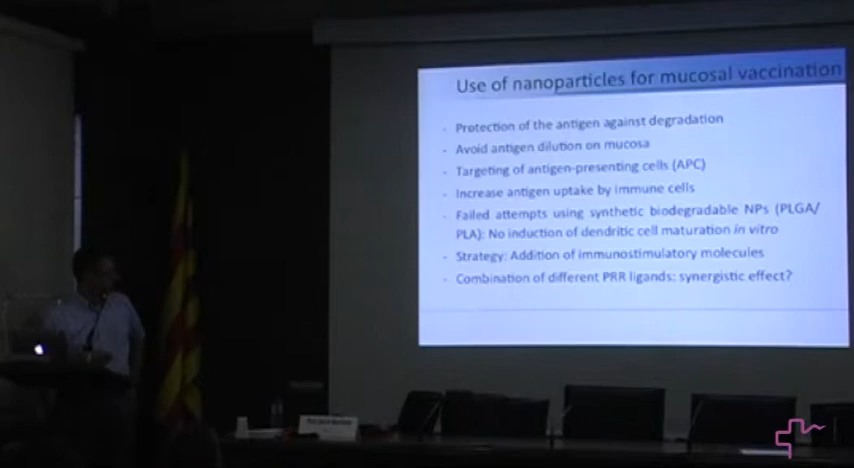 Use of nanoparticles for mucosal vaccination
- Protection of the antigen against degradation
- Avoid antigen dilution on mucosa
- Targeting of antigen-presenting cells (APC)
- Increase antigen uptake by immune cells
- Failed attempts using synthetic biodegradable NPs (PLGA/
PLA): No induction of dendritic cell maturation in vitro
- Strategy: Addition of immunostimulatory molecules
- Combination of different PRR ligands: synergistic effect?